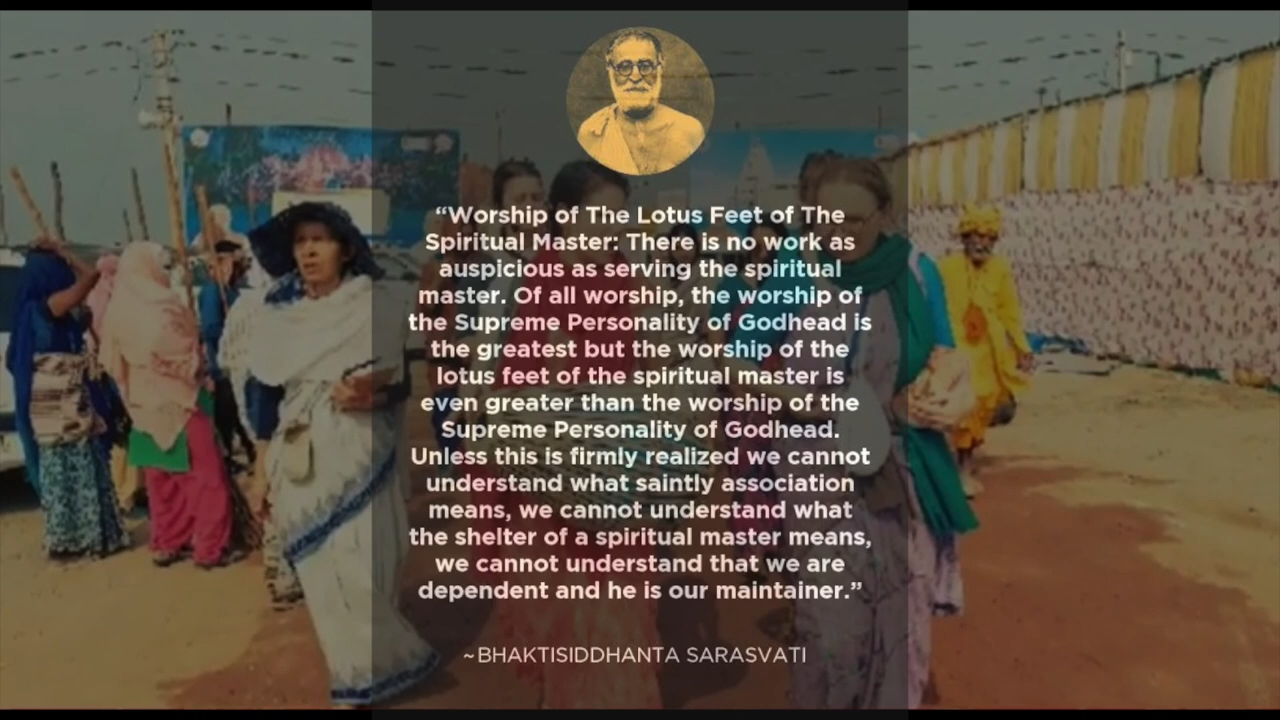 “Worship of The Lotus Feet of The
Spiritual Master: There is no work as
auspicious as serving the spiritual
master. Of all worship, the worship of
the Supreme Personality of Godhead is
the greatest but the worship of the
lotus feet of the spiritual master is
even greater than the worship of the
Supreme Personality of Godhead.
Unless this is firmly realized we cannot
understand what saintly association
means, we cannot understand what
the shelter of a spiritual master means,
we cannot understand that we are
dependent and he is our maintainer.”
~BHAKTISIDDHANTA SARASVATI